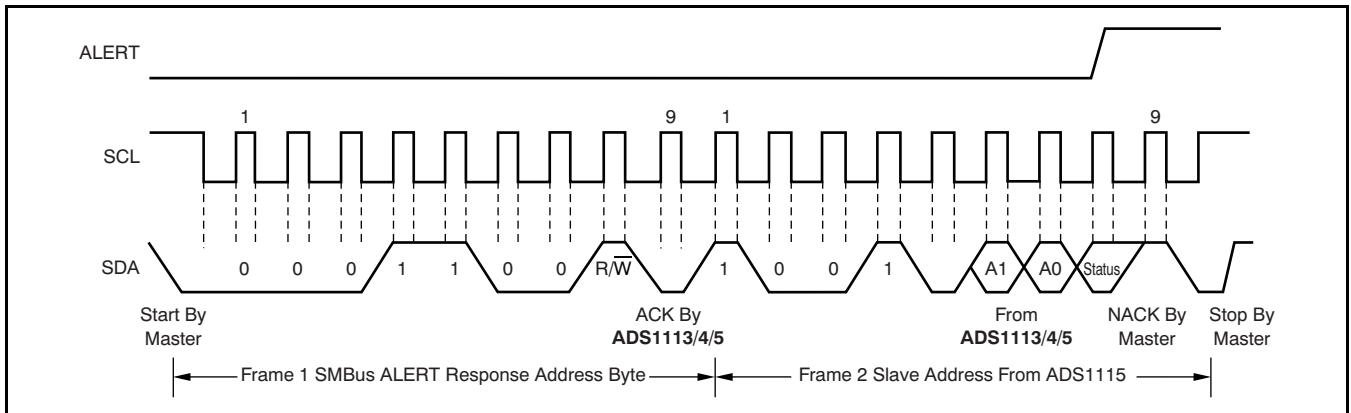 ALERT
1 9 1 9
SCL
SDA 0 0 0 1 1 0 0 R/W̅ 1 0 0 1 A1 A0 Status
Start By Master
ACK By ADS1113/4/5
From ADS1113/4/5
NACK By Master
Stop By Master
Frame 1 SMBus ALERT Response Address Byte
Frame 2 Slave Address From ADS1115